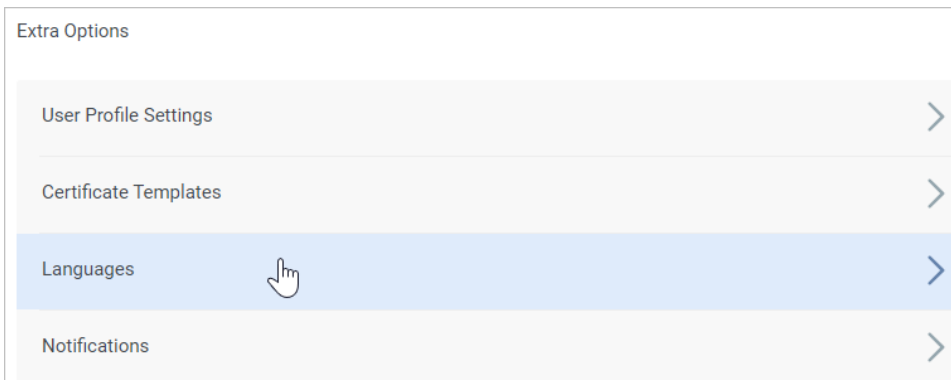 Extra Options
User Profile Settings
Certificate Templates
Languages
Notifications